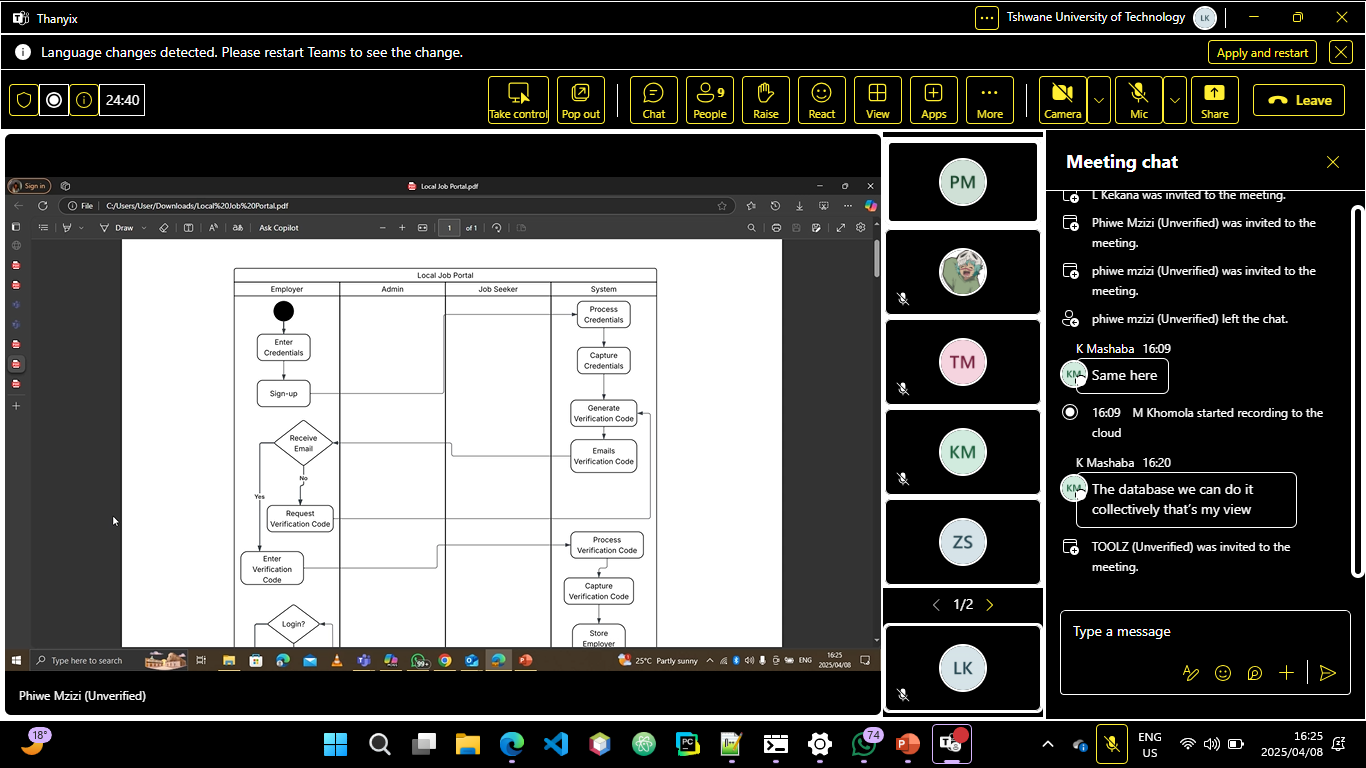 Thanyix
Tshwane University of Technology
LK
Language changes detected. Please restart Teams to see the change.
Apply and restart
24:40
Take control
Pop out
Chat
People
9
Raise
React
View
Apps
More
Camera
Mic
Share
Leave
Sign in
Local Job Portal.pdf
File
C:/Users/User/Downloads/Local%20Job%20Portal.pdf
Draw
Ask Copilot
1
of 1
Local Job Portal
Employer
Admin
Job Seeker
System
Enter
Credentials
Sign-up
Process
Credentials
Capture
Credentials
Generate
Verification Code
Emails
Verification Code
Receive
Email
No
Yes
Request
Verification Code
Enter
Verification
Code
Process
Verification Code
Capture
Verification Code
Login?
Store
Employer
Type here to search
99+
25°C Partly sunny
ENG
16:25
2025/04/08
Phiwe Mzizi (Unverified)
PM
TM
KM
ZS
1/2
LK
Meeting chat
L Kekana was invited to the meeting.
Phiwe Mzizi (Unverified) was invited to the
meeting.
phiwe mzizi (Unverified) was invited to the
meeting.
phiwe mzizi (Unverified) left the chat.
K Mashaba 16:09
KM
Same here
16:09 M Khomola started recording to the
cloud
K Mashaba 16:20
KM
The database we can do it
collectively that's my view
TOOLZ (Unverified) was invited to the
meeting.
Type a message
18°
PC
74
ENG
US
16:25
2025/04/08